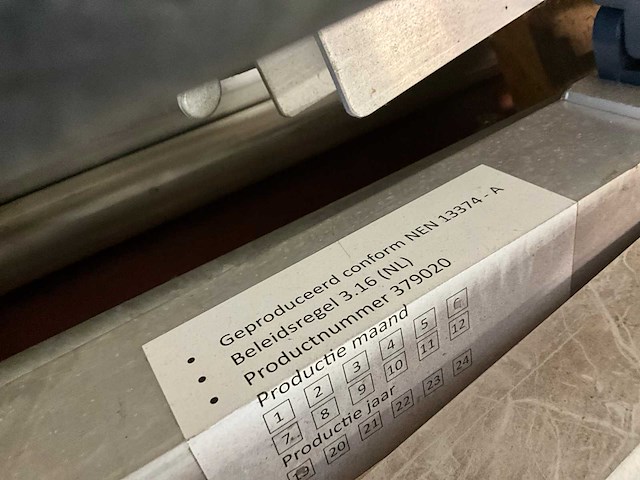 • Geproduceerd conform NEN 13374 - A
• Beleidsregel 3.16 (NL)
• Productnummer 379020
Productie maand
1 2 3 4 5 6
7 8 9 10 11 12
Productie jaar
19 20 21 22 23 24